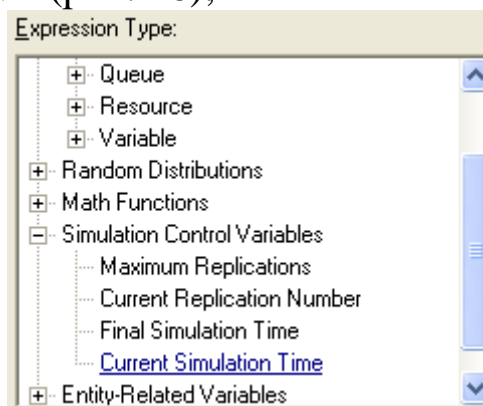 Expression Type:
Queue
Resource
Variable
Random Distributions
Math Functions
Simulation Control Variables
Maximum Replications
Current Replication Number
Final Simulation Time
Current Simulation Time
Entity-Related Variables